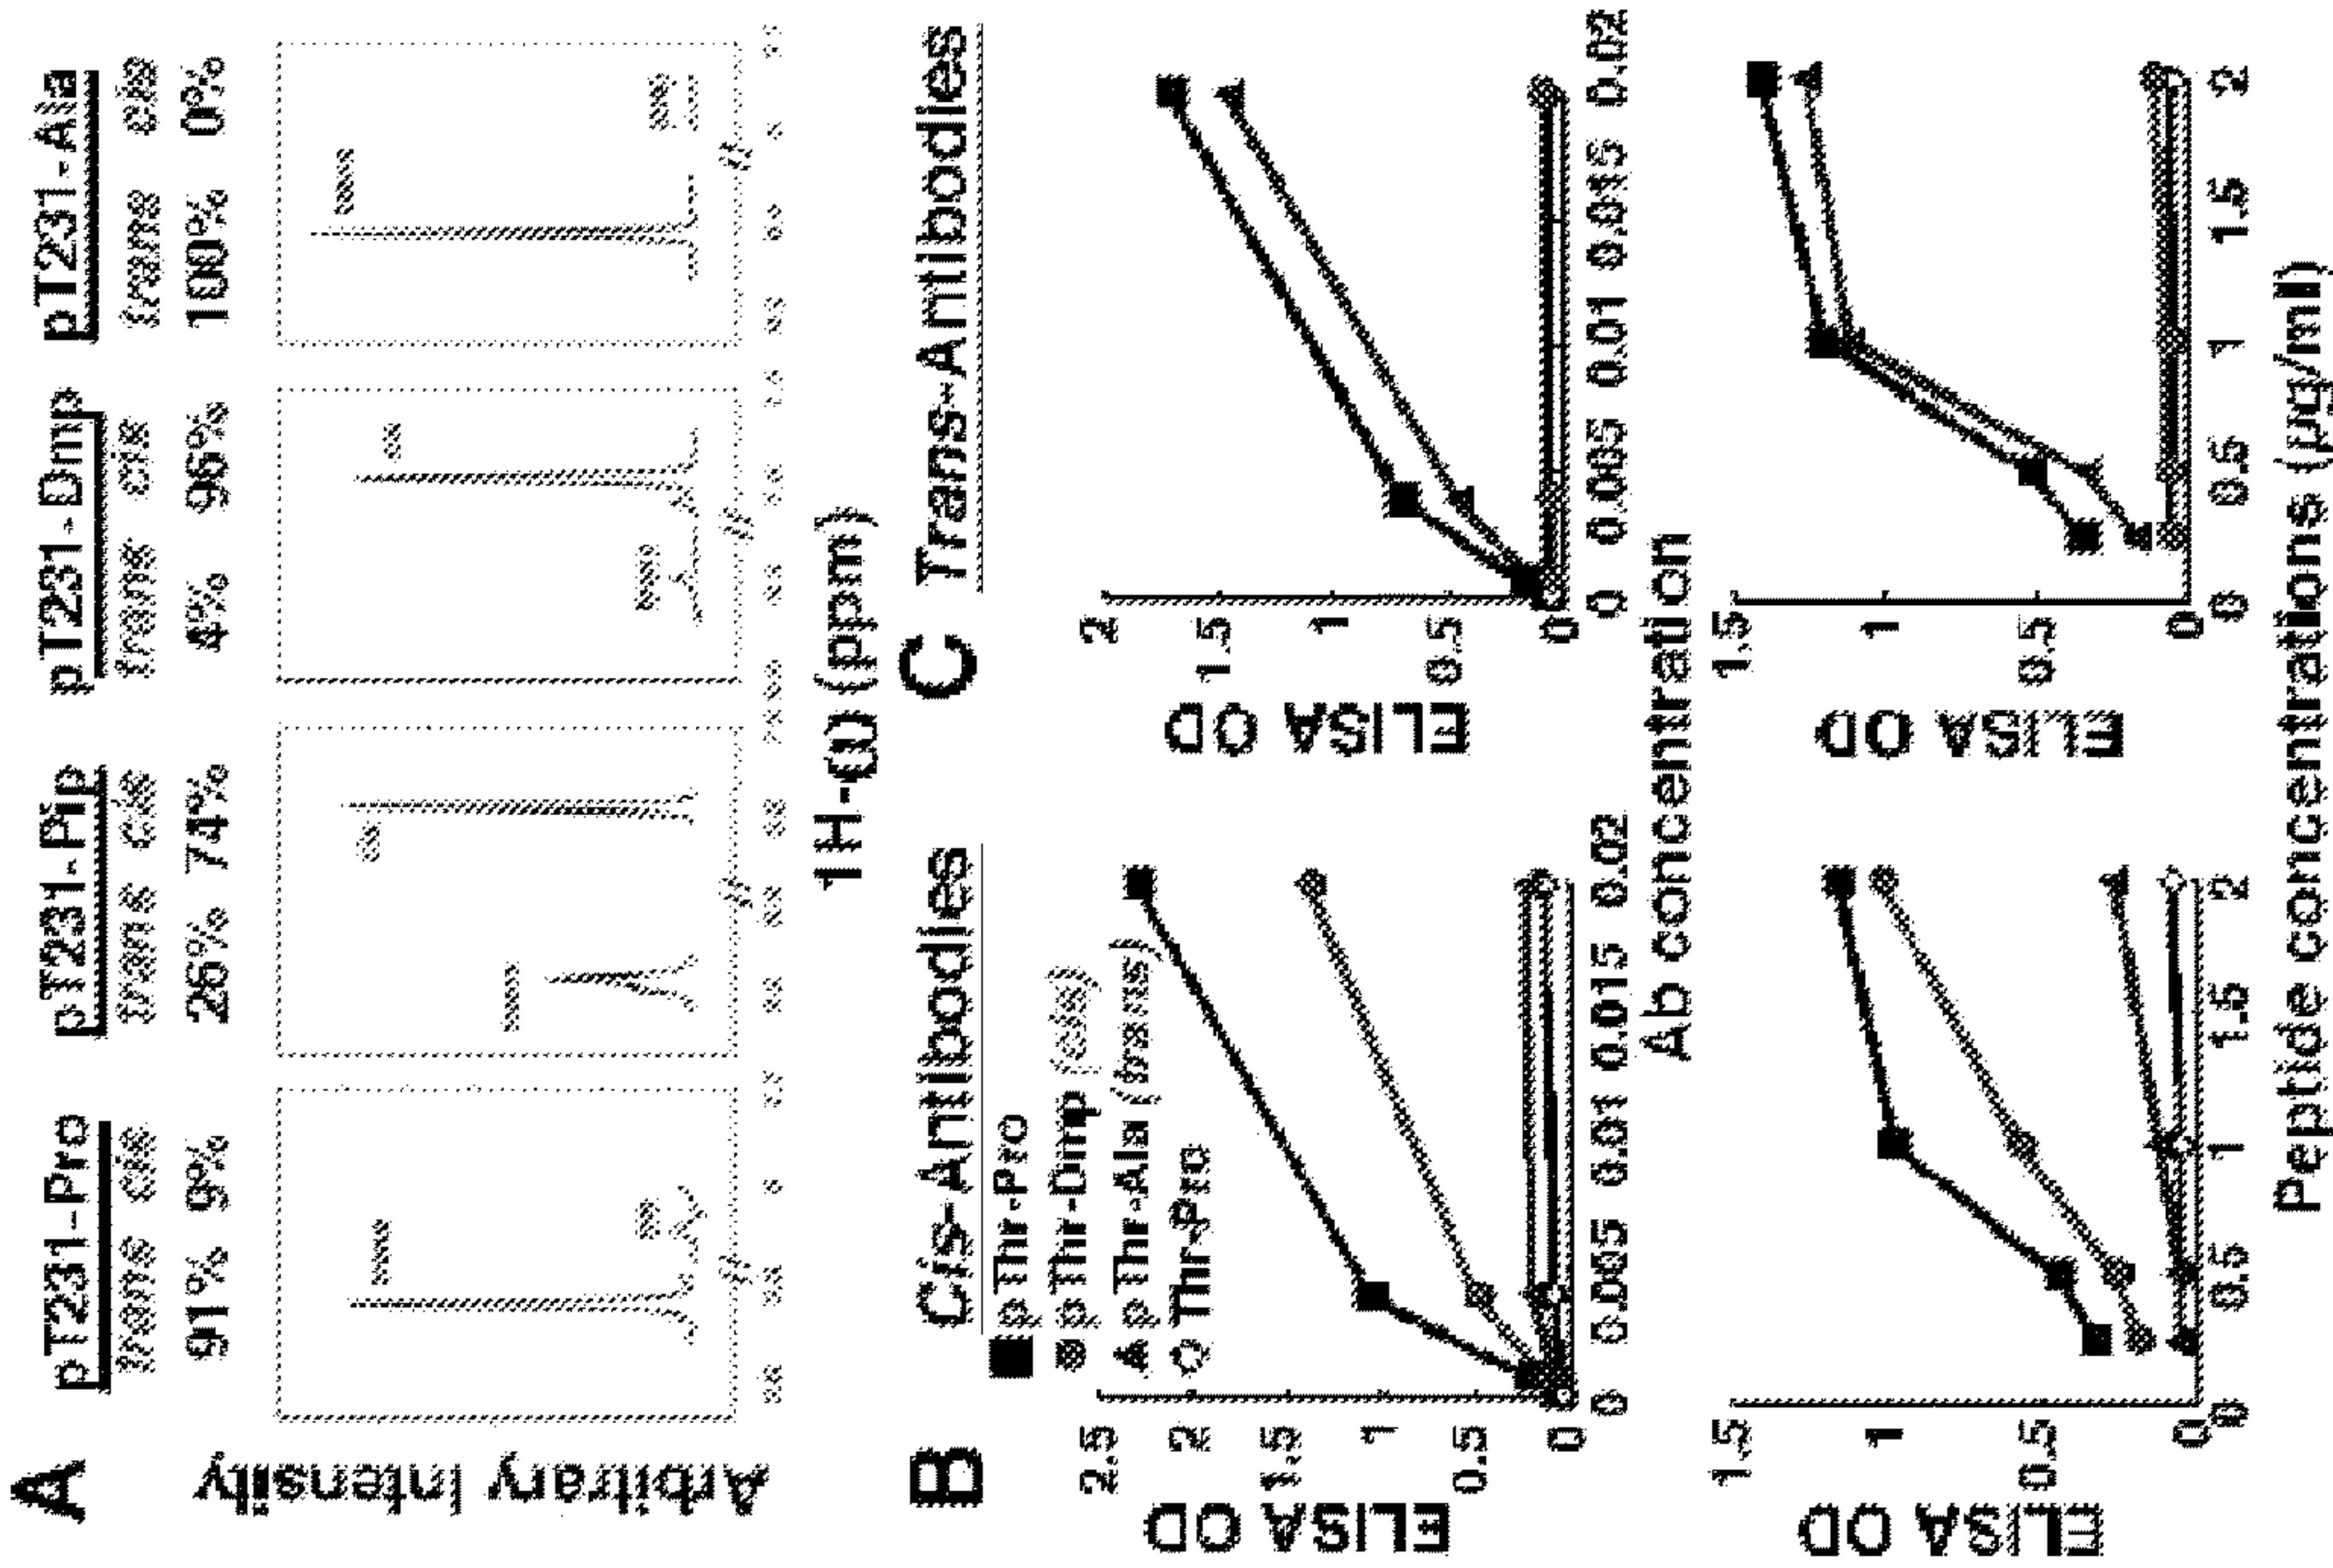 A
pT231-Pro pT231-Pip pT231-Dmp pT231-Ala
trans cis trans cis trans cis trans cis
91% 9% 26% 74% 4% 96% 100% 0%
Arbitrary Intensity
1H-(1) (ppm)
B Cis-Antibodies
pThr-Pro
pThr-Dmp (cis)
pThr-Ala (trans)
Thr-Pro
ELISA OD
2.5
2
1.5
1
0.5
0
0 0.005 0.01 0.015 0.02
C Trans-Antibodies
ELISA OD
2
1.5
1
0.5
0
0 0.005 0.01 0.015 0.02
Ab concentration
ELISA OD
1.5
1
0.5
0
0 0.5 1 1.5 2
ELISA OD
1.5
1
0.5
0
0 0.5 1 1.5 2
Peptide concentrations (µg/ml)